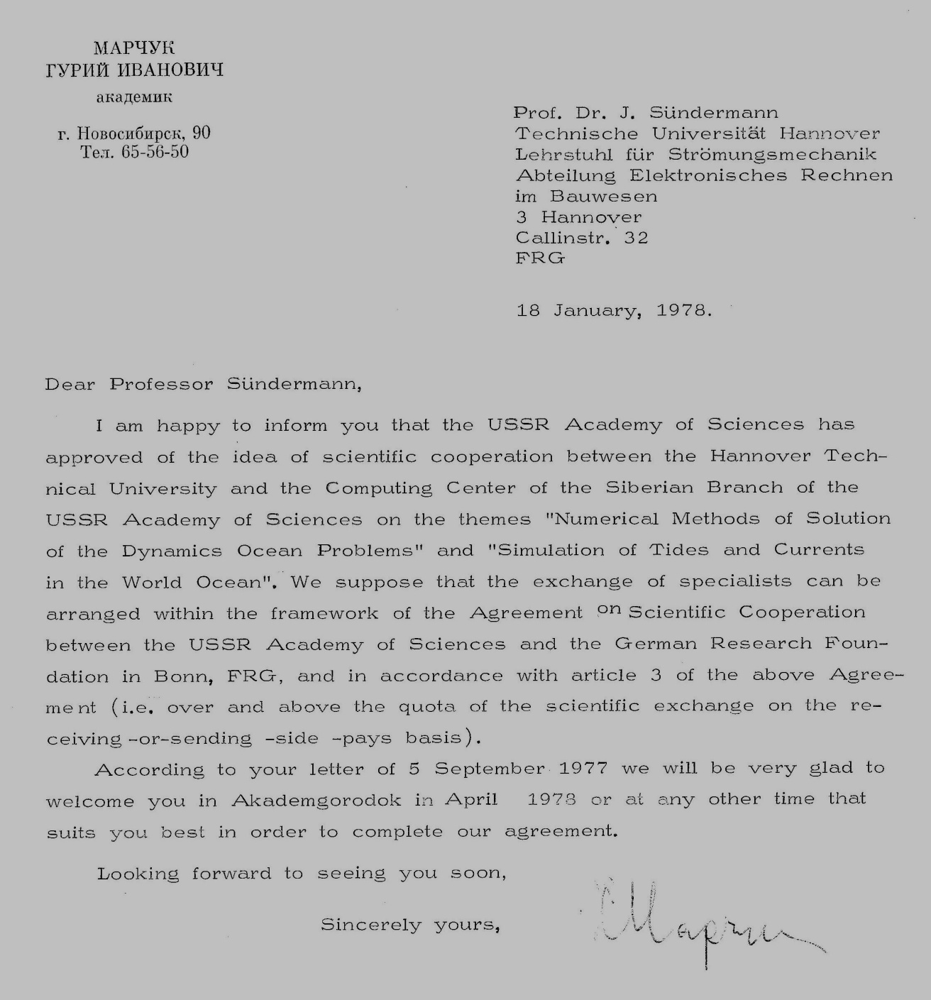 МАРЧУК
ГУРИЙ ИВАНОВИЧ
академик
г. Новосибирск, 90
Тел. 65-56-50
Prof. Dr. J. Sündermann
Technische Universität Hannover
Lehrstuhl für Strömungsmechanik
Abteilung Elektronisches Rechnen
im Bauwesen
3 Hannover
Callinstr. 32
FRG
18 January, 1978.
Dear Professor Sündermann,
I am happy to inform you that the USSR Academy of Sciences has
approved of the idea of scientific cooperation between the Hannover Tech-
nical University and the Computing Center of the Siberian Branch of the
USSR Academy of Sciences on the themes "Numerical Methods of Solution
of the Dynamics Ocean Problems" and "Simulation of Tides and Currents
in the World Ocean". We suppose that the exchange of specialists can be
arranged within the framework of the Agreement on Scientific Cooperation
between the USSR Academy of Sciences and the German Research Foun-
dation in Bonn, FRG, and in accordance with article 3 of the above Agree-
ment (i.e. over and above the quota of the scientific exchange on the re-
ceiving -or-sending -side -pays basis).
According to your letter of 5 September 1977 we will be very glad to
welcome you in Akademgorodok in April 1978 or at any other time that
suits you best in order to complete our agreement.
Looking forward to seeing you soon,
Sincerely yours,